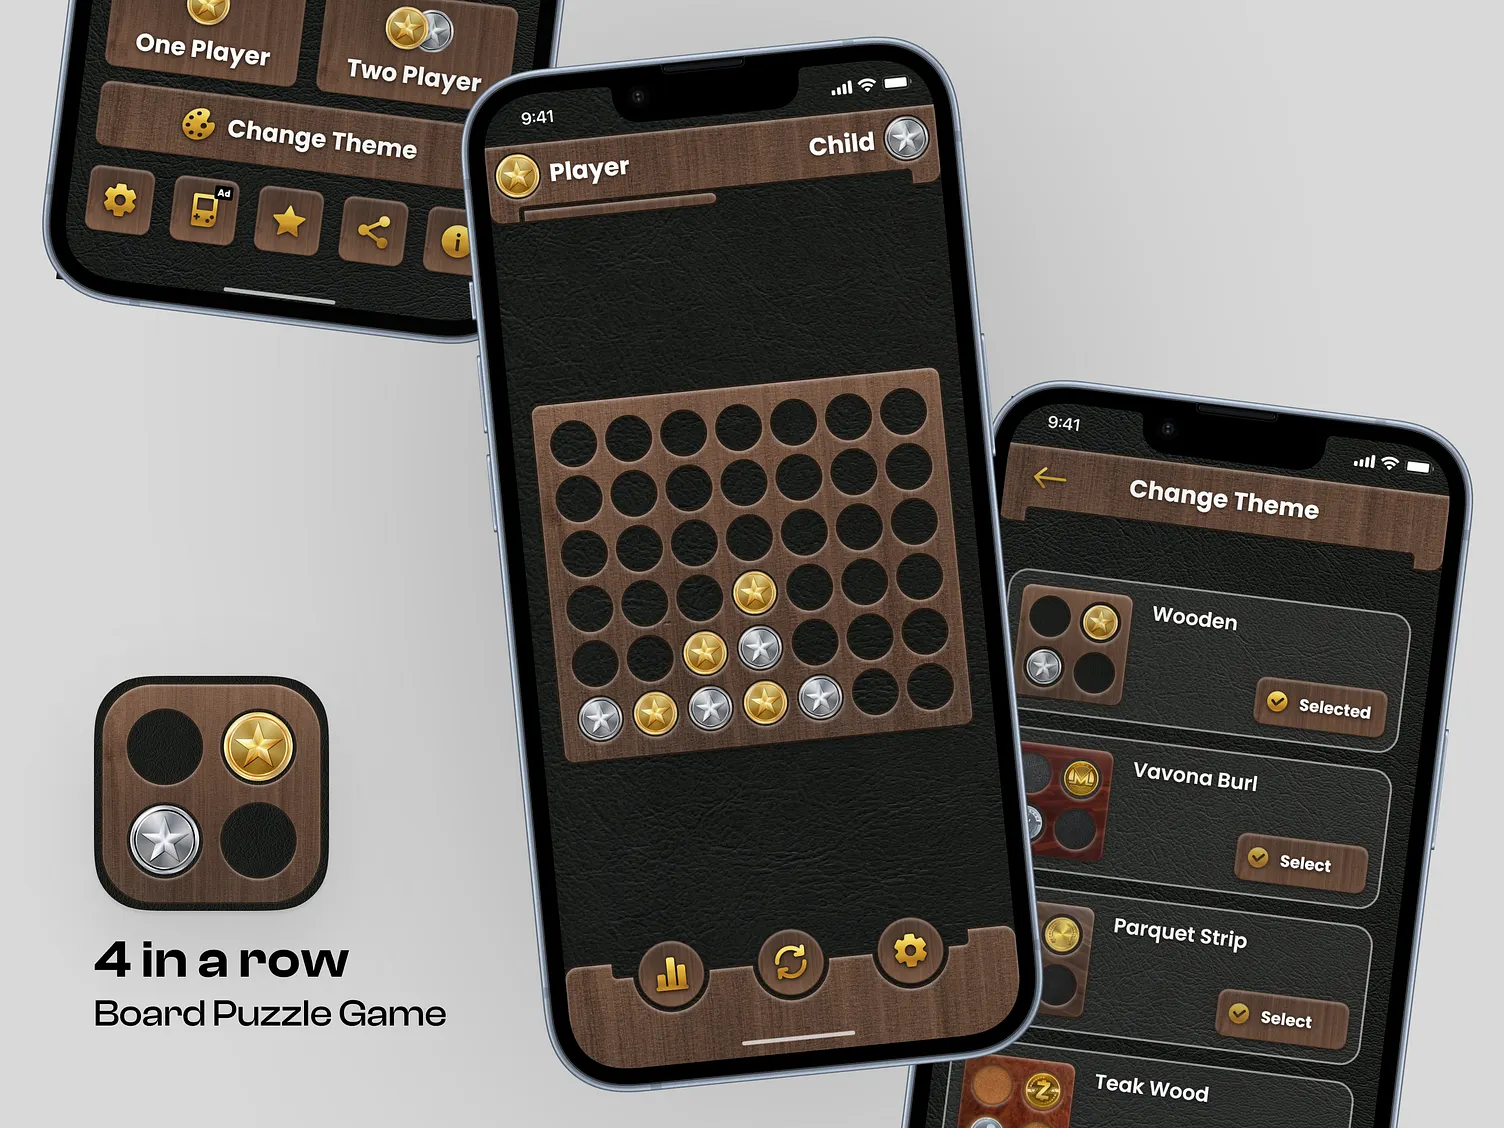 One Player
Two Player
Change Theme
Ad
9:41
Player
Child
9:41
Change Theme
Wooden
Selected
Vavona Burl
Select
Parquet Strip
Select
Teak Wood
4 in a row
Board Puzzle Game